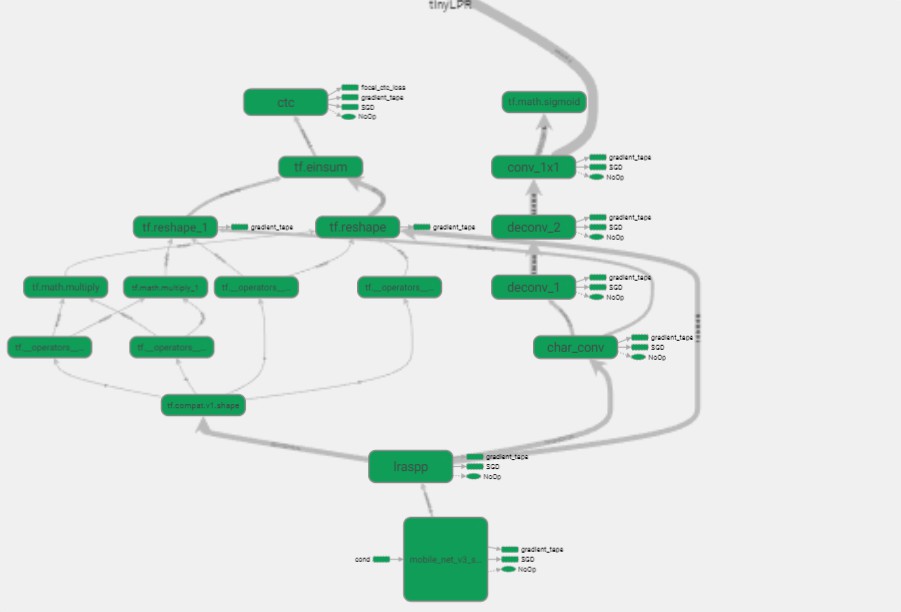 tinyLPR
ctc
focal_ctc_loss
gradient_tape
SGD
NoOp
tf.math.sigmoid
tf.einsum
conv_1x1
gradient_tape
SGD
NoOp
tf.reshape_1
gradient_tape
tf.reshape
gradient_tape
deconv_2
gradient_tape
SGD
NoOp
tf.math.multiply
tf.math.multiply_1
tf.__operators__...
tf.__operators__...
deconv_1
gradient_tape
SGD
NoOp
tf.__operators__...
tf.__operators__...
char_conv
gradient_tape
SGD
NoOp
tf.compat.v1.shape
lraspp
gradient_tape
SGD
NoOp
cond
mobile_net_v3_s...
gradient_tape
SGD
NoOp